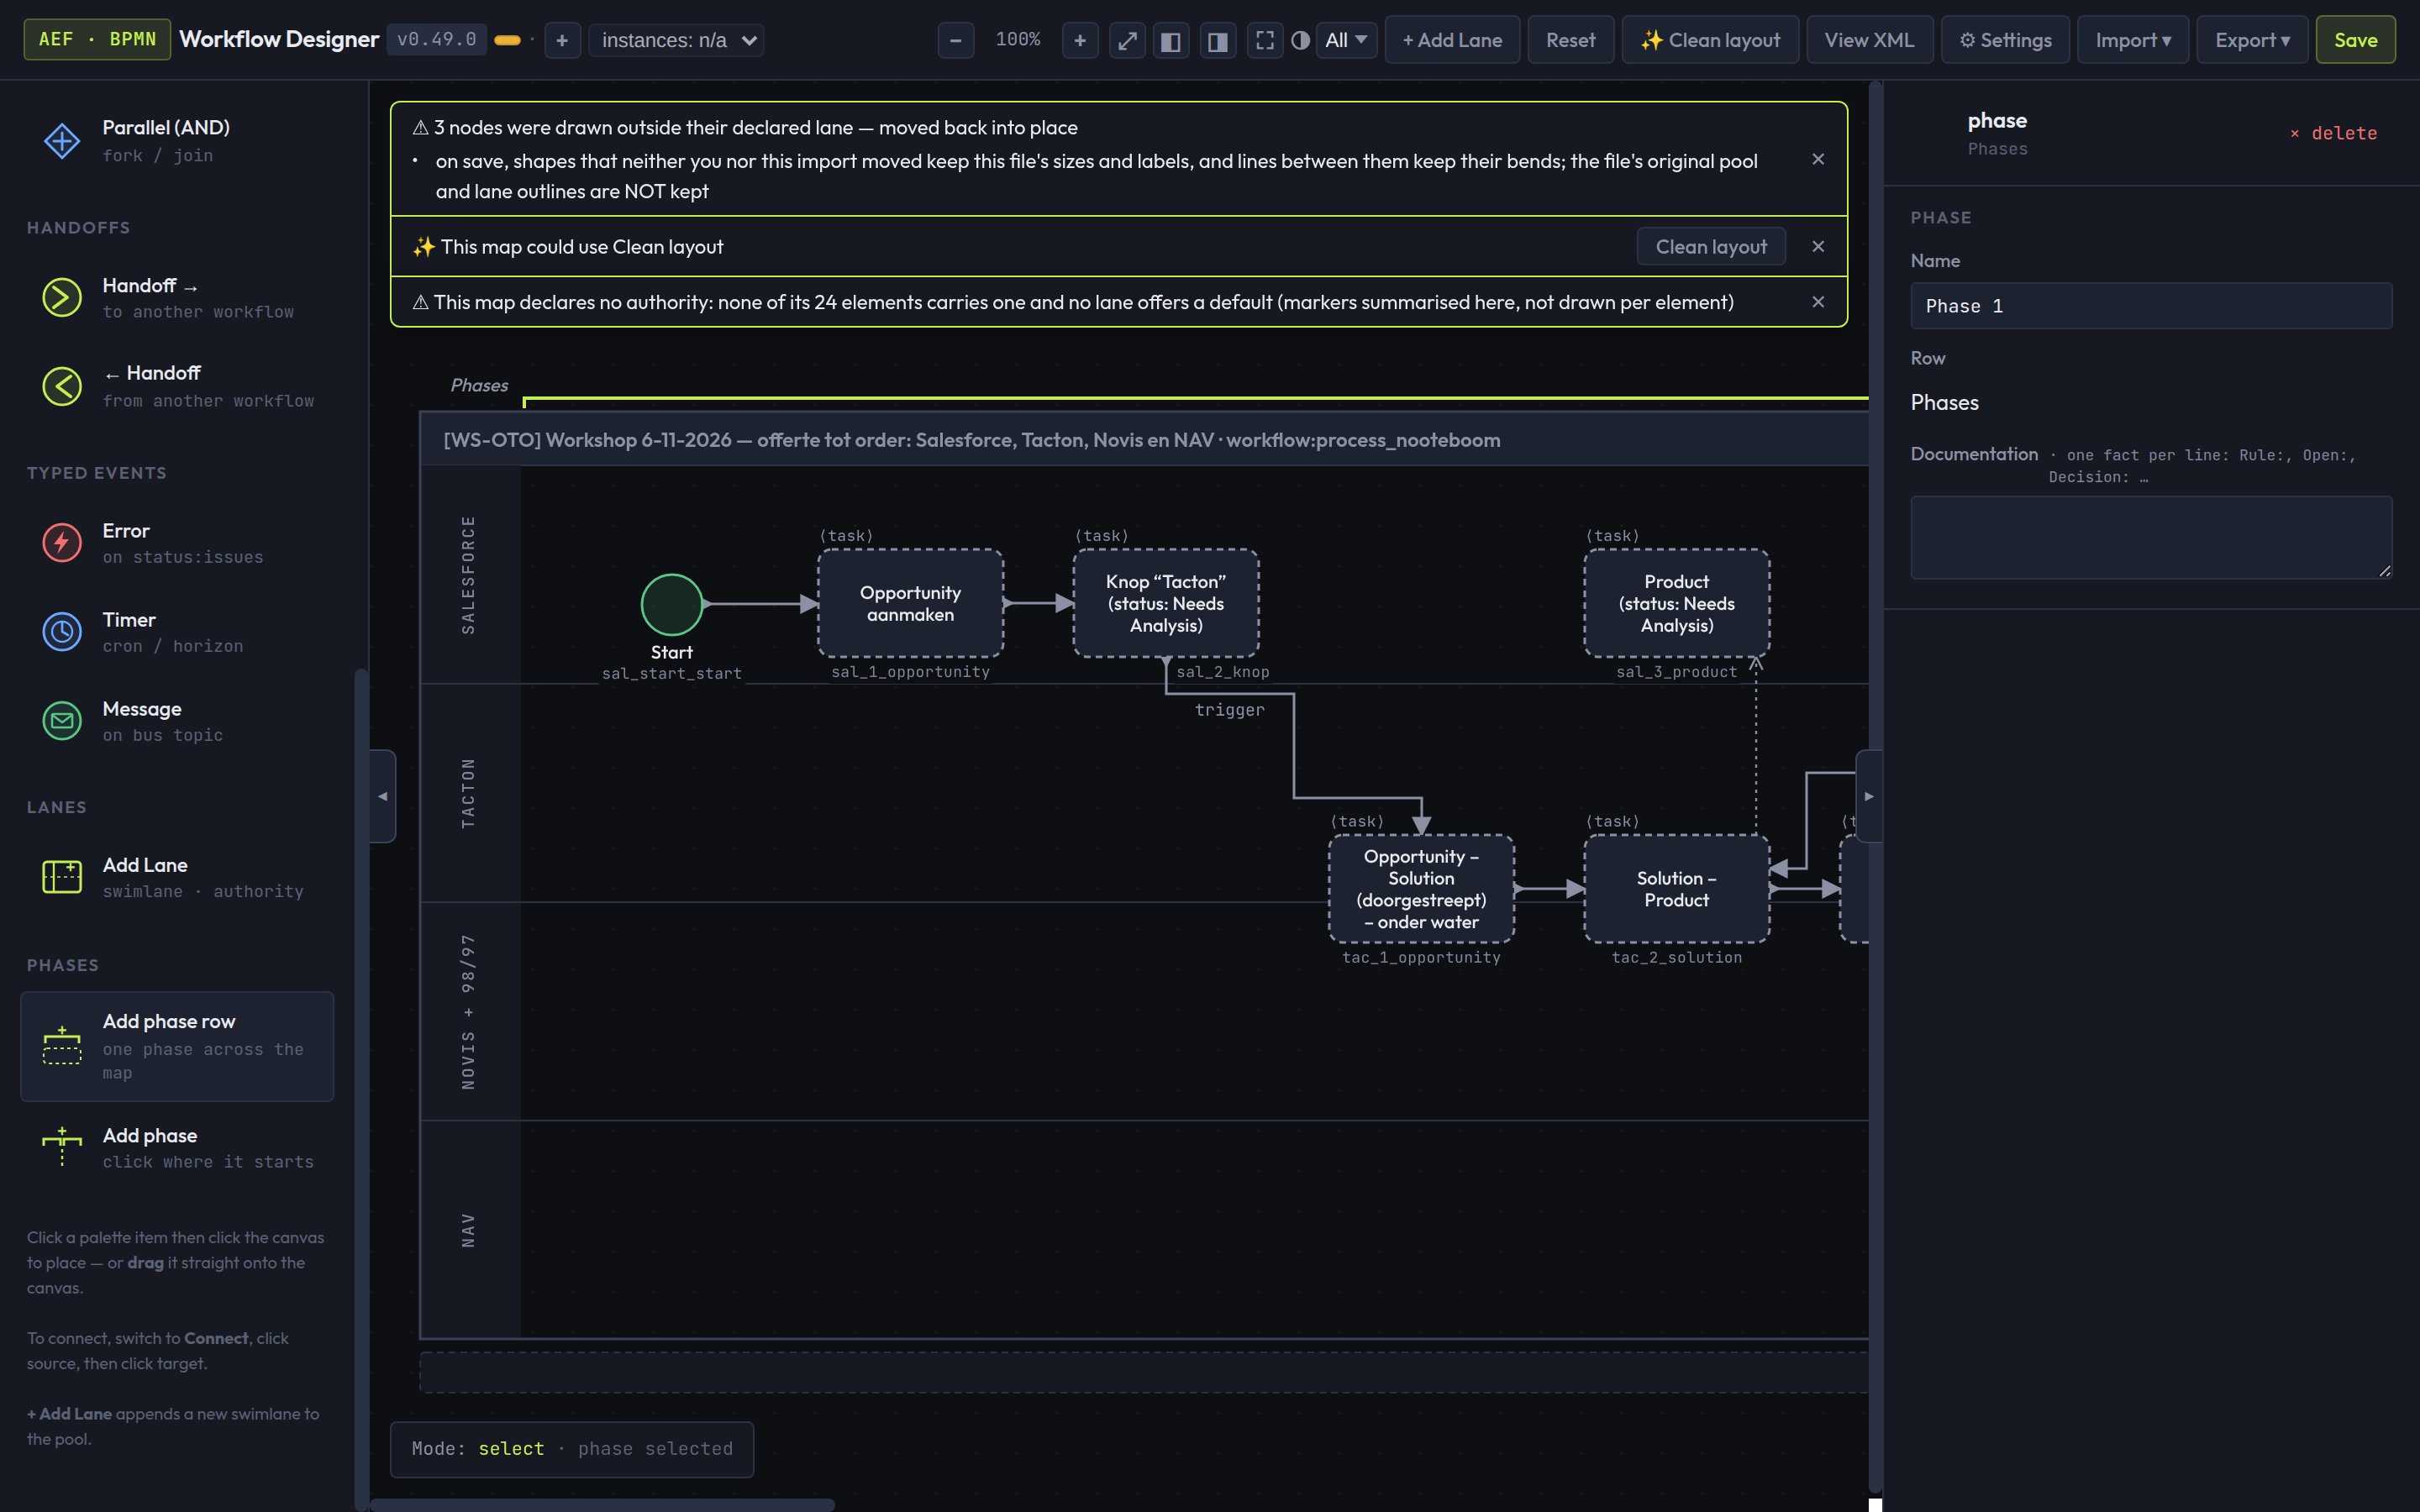 AEF · BPMN Workflow Designer v0.49.0 · + instances: n/a − 100% + All + Add Lane Reset ✨ Clean layout View XML ⚙ Settings Import ▾ Export ▾ Save
Parallel (AND)
fork / join
HANDOFFS
Handoff →
to another workflow
← Handoff
from another workflow
TYPED EVENTS
Error
on status:issues
Timer
cron / horizon
Message
on bus topic
LANES
Add Lane
swimlane · authority
PHASES
Add phase row
one phase across the
map
Add phase
click where it starts
Click a palette item then click the canvas
to place — or drag it straight onto the
canvas.
To connect, switch to Connect, click
source, then click target.
+ Add Lane appends a new swimlane to
the pool.
⚠ 3 nodes were drawn outside their declared lane — moved back into place
• on save, shapes that neither you nor this import moved keep this file's sizes and labels, and lines between them keep their bends; the file's original pool
and lane outlines are NOT kept
✨ This map could use Clean layout
Clean layout
⚠ This map declares no authority: none of its 24 elements carries one and no lane offers a default (markers summarised here, not drawn per element)
Phases
[WS-OTO] Workshop 6-11-2026 — offerte tot order: Salesforce, Tacton, Novis en NAV · workflow:process_nooteboom
SALESFORCE
Start
sal_start_start
⟨task⟩
Opportunity
aanmaken
sal_1_opportunity
⟨task⟩
Knop “Tacton”
(status: Needs
Analysis)
sal_2_knop
trigger
⟨task⟩
Product
(status: Needs
Analysis)
sal_3_product
TACTON
⟨task⟩
Opportunity –
Solution
(doorgestreept)
– onder water
tac_1_opportunity
⟨task⟩
Solution –
Product
tac_2_solution
⟨t
NOVIS + 98/97
NAV
Mode: select · phase selected
phase
Phases
× delete
PHASE
Name
Phase 1
Row
Phases
Documentation · one fact per line: Rule:, Open:,
Decision: …